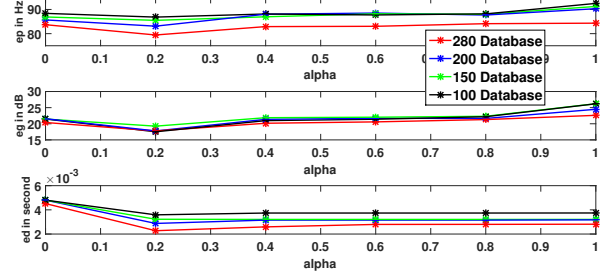 ep in Hz
90
80
0 0.1 0.2 0.3 0.4 0.5 0.6 0.7 0.8 0.9 1
alpha
280 Database
200 Database
150 Database
100 Database
eg in dB
30
25
20
15
0 0.1 0.2 0.3 0.4 0.5 0.6 0.7 0.8 0.9 1
alpha
×10⁻³
ed in second
6
4
2
0 0.1 0.2 0.3 0.4 0.5 0.6 0.7 0.8 0.9 1
alpha